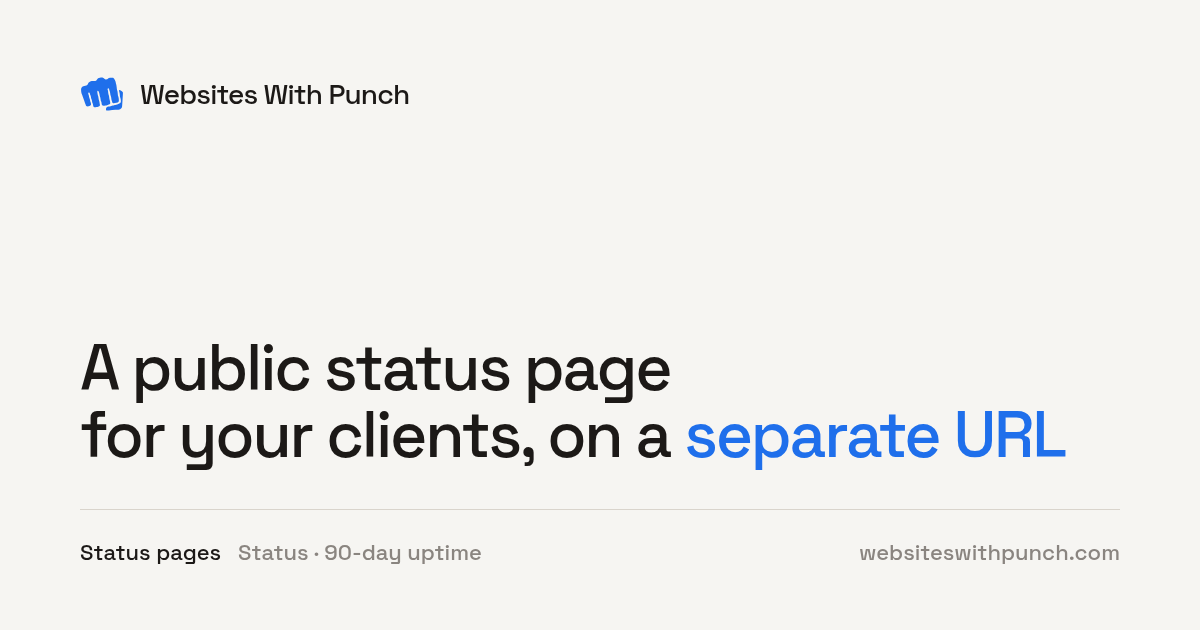 Websites With Punch
A public status page
for your clients, on a separate URL
Status pages Status · 90-day uptime
websiteswithpunch.com